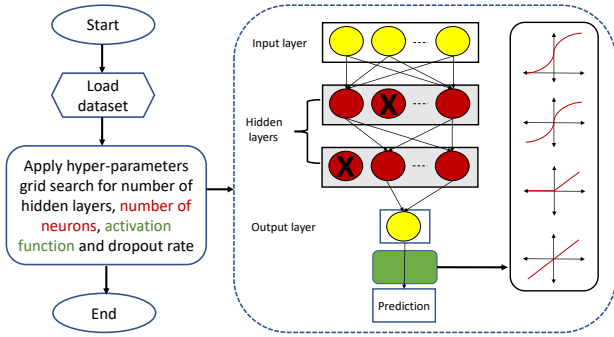 Start
Load
dataset
Apply hyper-parameters
grid search for number of
hidden layers, number of
neurons, activation
function and dropout rate
End
Input layer
X
Hidden
layers
X
Output layer
Prediction